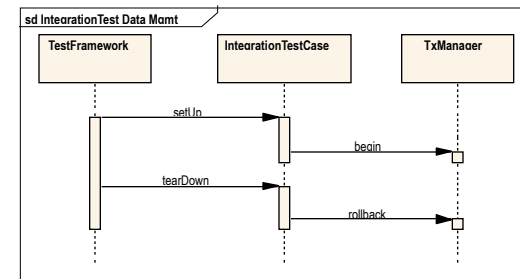 sd IntegrationTest Data Mgmt
TestFramework
IntegrationTestCase
TxManager
setUp
begin
tearDown
rollback